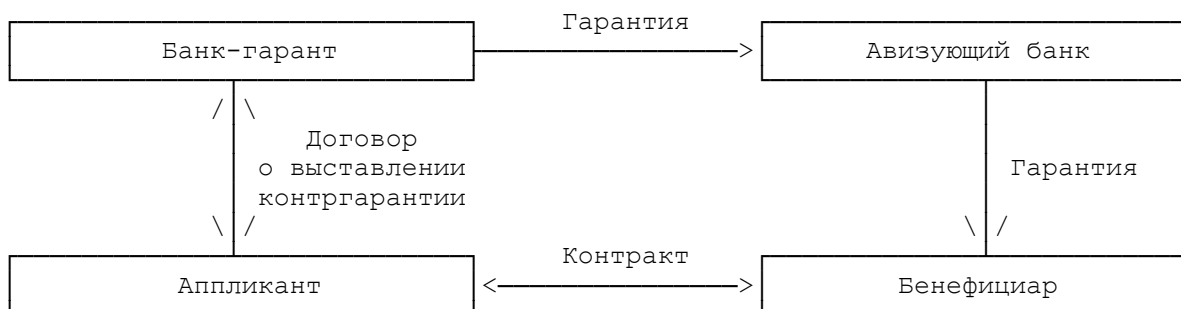 Гарантия
Банк-гарант
Авизующий банк
Договор
о выставлении
контргарантии
Гарантия
Контракт
Аппликант
Бенефициар